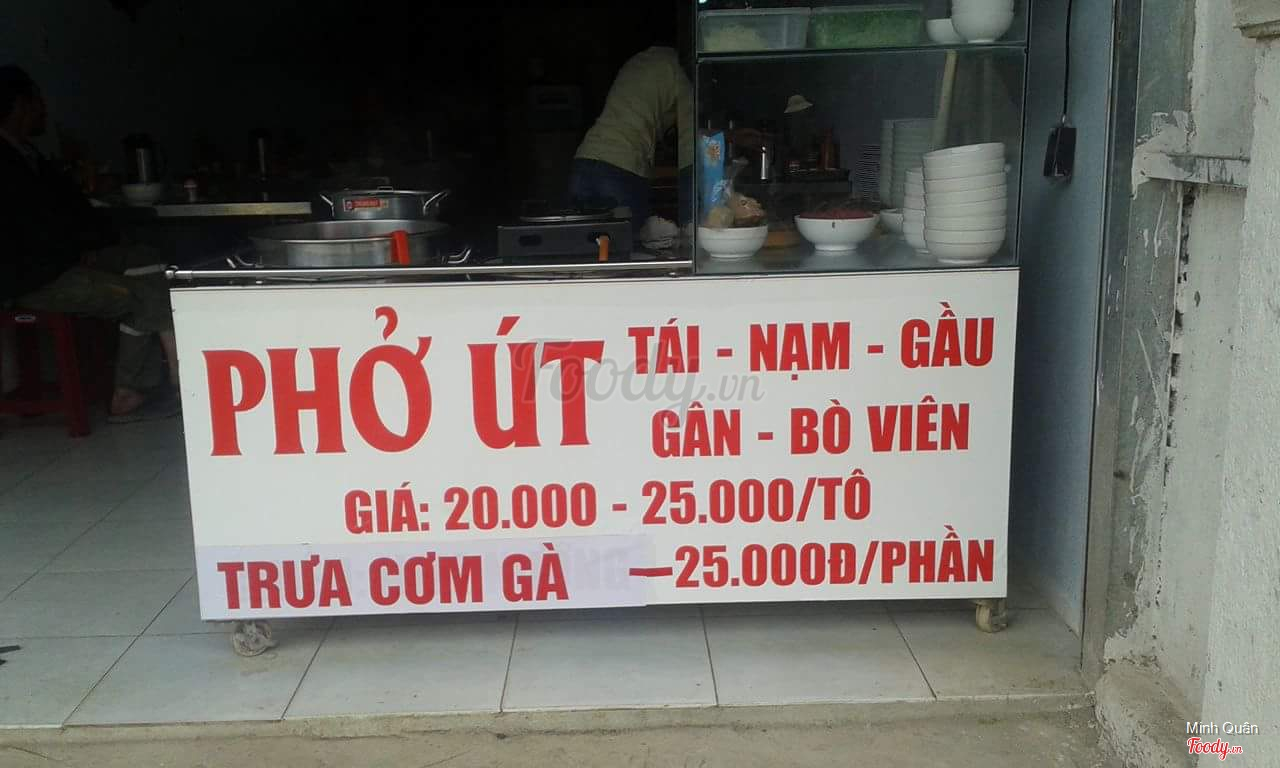 PHỞ ÚT
TÁI - NẠM - GẦU
GÂN - BÒ VIÊN
GIÁ: 20.000 - 25.000/TÔ
TRƯA CƠM GÀ —25.000Đ/PHẦN
Foody.vn
Minh Quân
Foody.vn